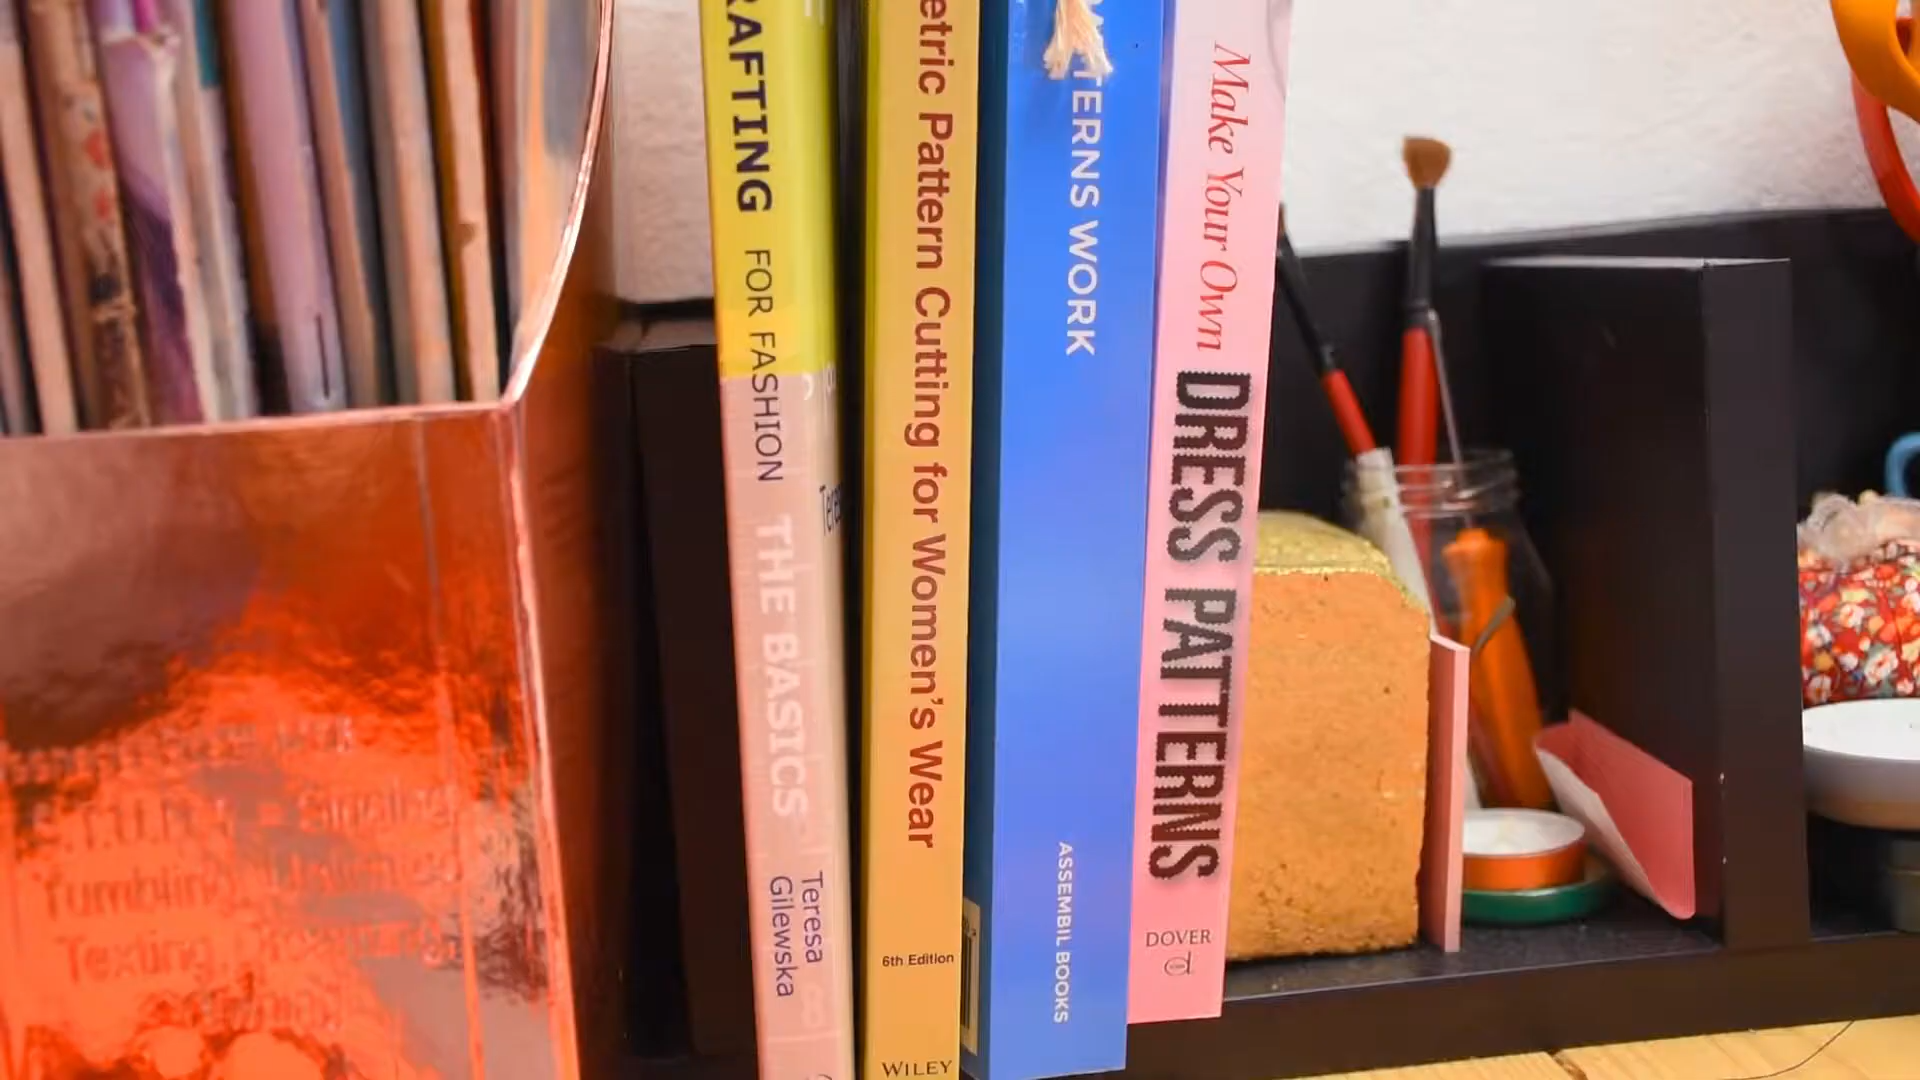 RAFTING FOR FASHION THE BASICS
Teresa
Gilewska
etric Pattern Cutting for Women's Wear
6th Edition
WILEY
TERNS WORK
ASSEMBIL BOOKS
Make Your Own DRESS PATTERNS
DOVER